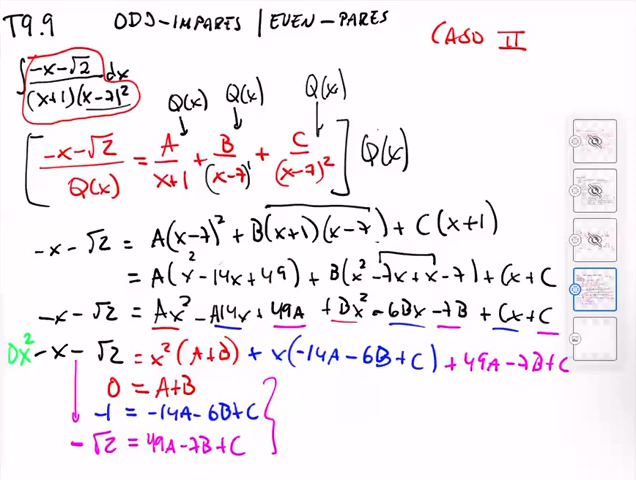 T9.9 ODD-IMPARES | EVEN-PARES
CASO II
∫ (-x-√2)/((x+1)(x-7)²) dx
Q(x) Q(x) Q(x)
[(-x-√2)/Q(x) = A/(x+1) + B/(x-7)¹ + C/(x-7)²] Q(x)
-x-√2 = A(x-7)² + B(x+1)(x-7) + C(x+1)
= A(x²-14x+49) + B(x²-7x+x-7) + Cx+C
-x-√2 = Ax² - A14x + 49A + Bx² - 6Bx - 7B + Cx + C
0x² - x - √2 = x²(A+B) + x(-14A-6B+C) + 49A-7B+C
0 = A+B
-1 = -14A-6B+C
-√2 = 49A-7B+C